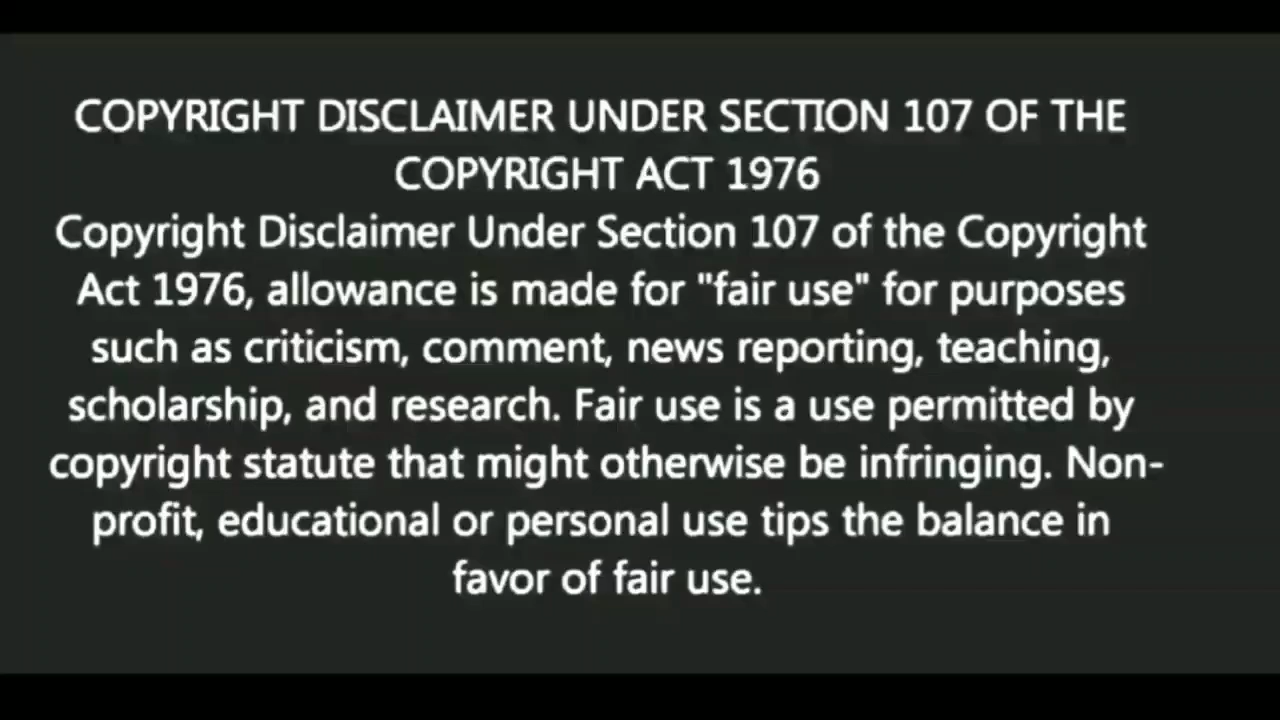 COPYRIGHT DISCLAIMER UNDER SECTION 107 OF THE
COPYRIGHT ACT 1976
Copyright Disclaimer Under Section 107 of the Copyright
Act 1976, allowance is made for "fair use" for purposes
such as criticism, comment, news reporting, teaching,
scholarship, and research. Fair use is a use permitted by
copyright statute that might otherwise be infringing. Non-
profit, educational or personal use tips the balance in
favor of fair use.